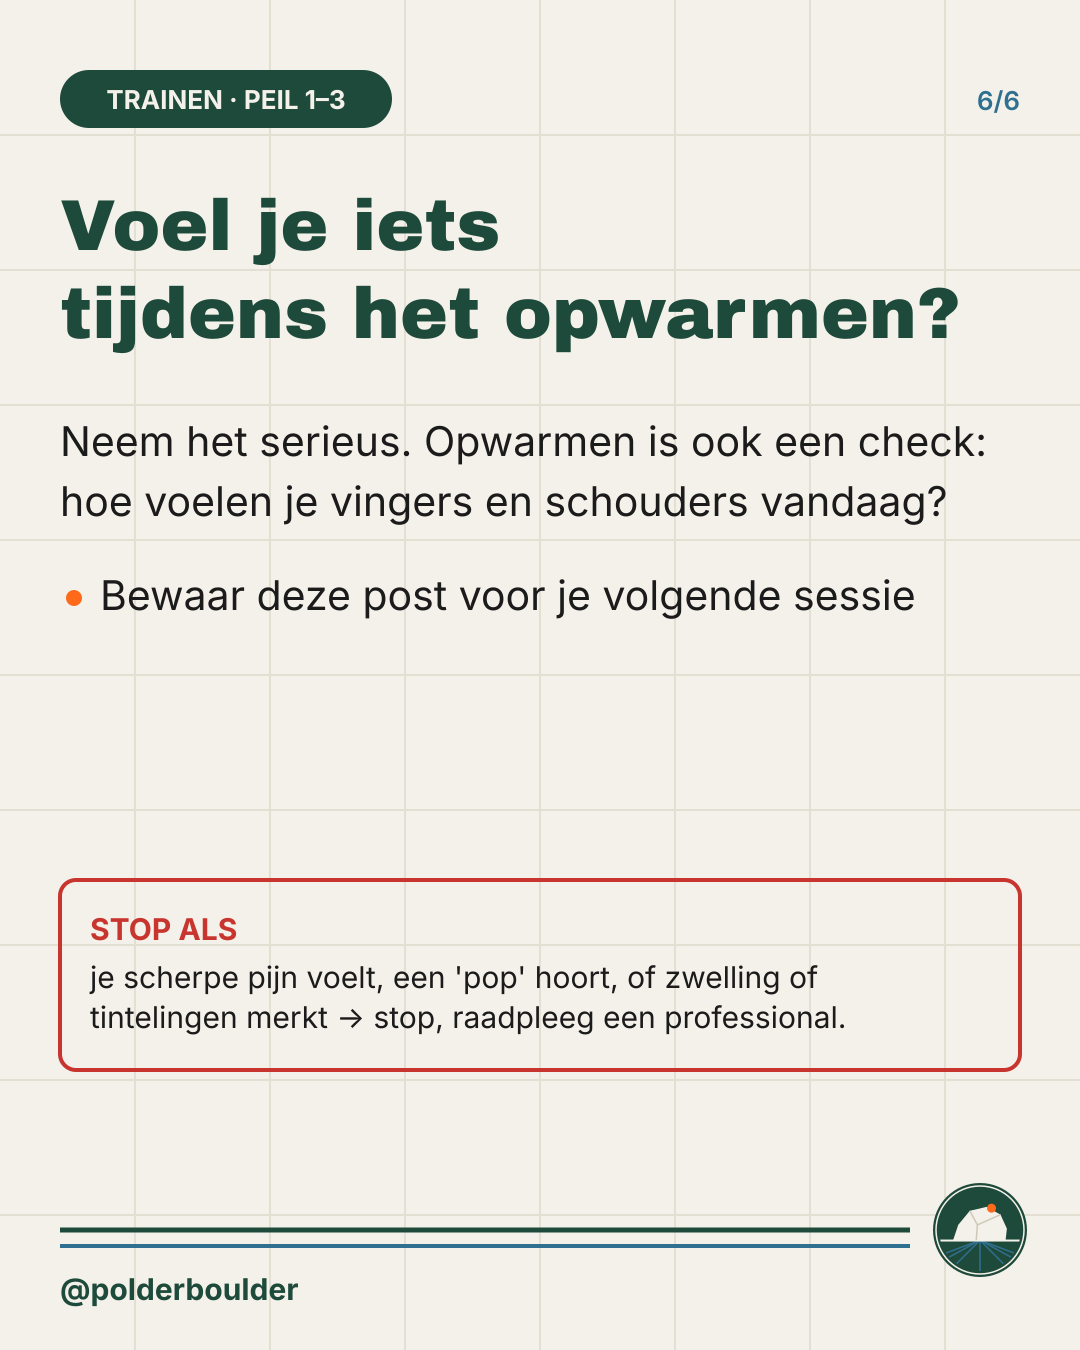 TRAINEN · PEIL 1–3
6/6
Voel je iets
tijdens het opwarmen?
Neem het serieus. Opwarmen is ook een check:
hoe voelen je vingers en schouders vandaag?
• Bewaar deze post voor je volgende sessie
STOP ALS
je scherpe pijn voelt, een 'pop' hoort, of zwelling of
tintelingen merkt → stop, raadpleeg een professional.
@polderboulder